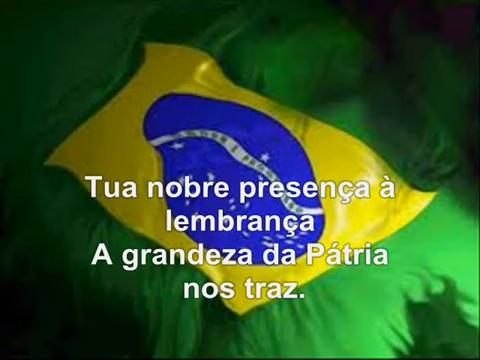 Tua nobre presença à
lembrança
A grandeza da Pátria
nos traz.